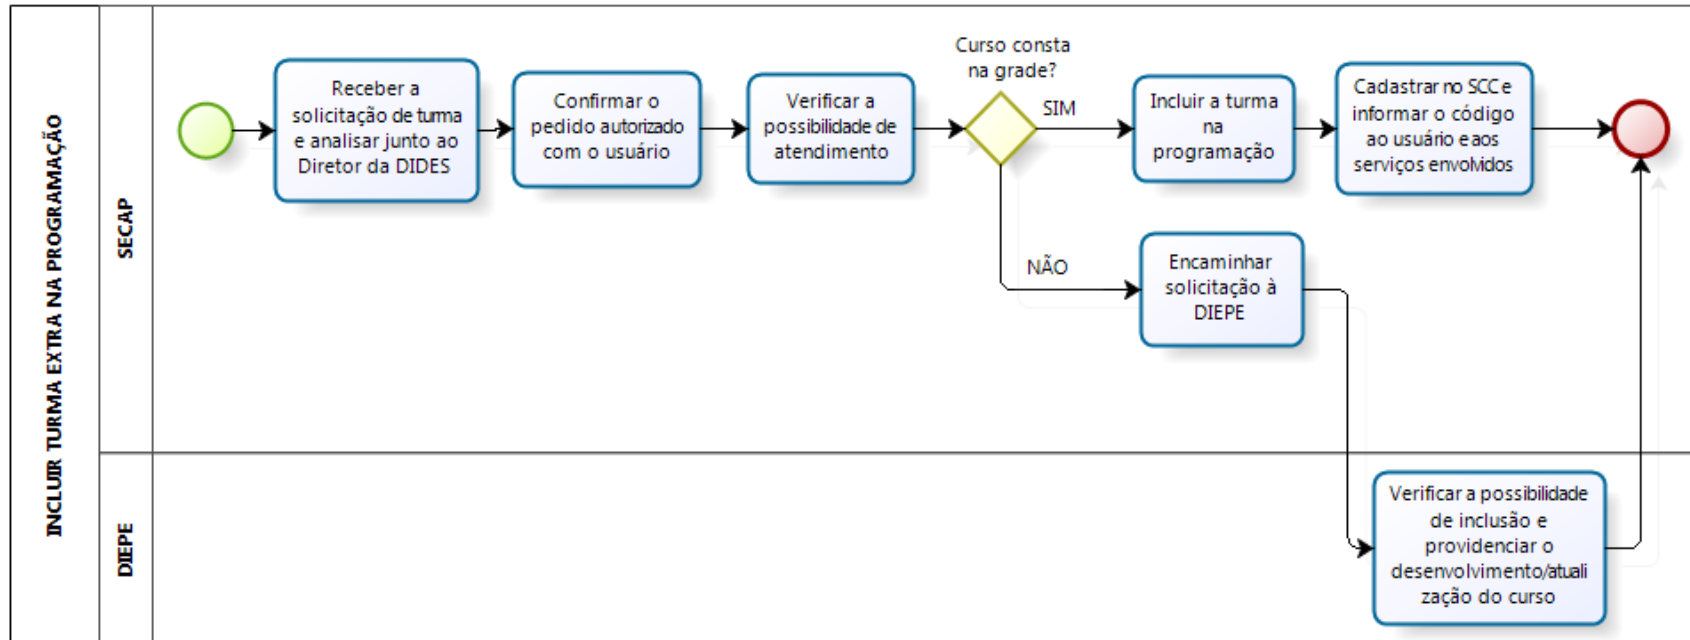 INCLUIR TURMA EXTRA NA PROGRAMAÇÃO
SECAP
Receber a
solicitação de turma
e analisar junto ao
Diretor da DIDES
Confirmar o
pedido autorizado
com o usuário
Verificar a
possibilidade de
atendimento
Curso consta
na grade?
SIM
Incluir a turma
na
programação
Cadastrar no SCC e
informar o código
ao usuário e aos
serviços envolvidos
NÃO
Encaminhar
solicitação à
DIEPE
DIEPE
Verificar a possibilidade
de inclusão e
providenciar o
desenvolvimento/atuali
zação do curso